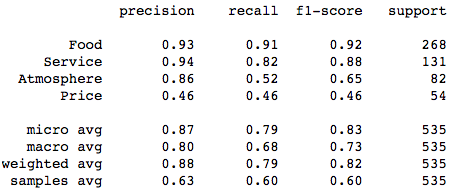 precision recall f1-score support
Food 0.93 0.91 0.92 268
Service 0.94 0.82 0.88 131
Atmosphere 0.86 0.52 0.65 82
Price 0.46 0.46 0.46 54
micro avg 0.87 0.79 0.83 535
macro avg 0.80 0.68 0.73 535
weighted avg 0.88 0.79 0.82 535
samples avg 0.63 0.60 0.60 535